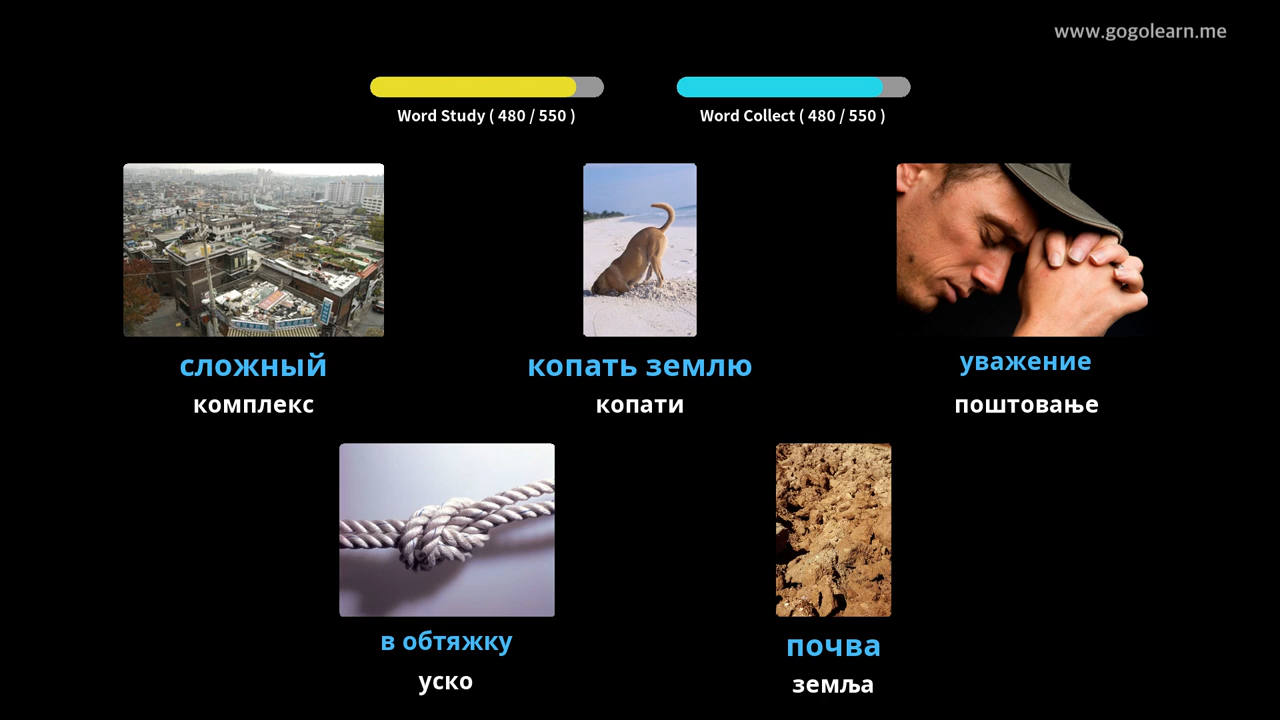 www.gogolearn.me
Word Study ( 480 / 550 )
Word Collect ( 480 / 550 )
сложный
комплекс
копать землю
копати
уважение
поштовање
в обтяжку
уско
почва
земља